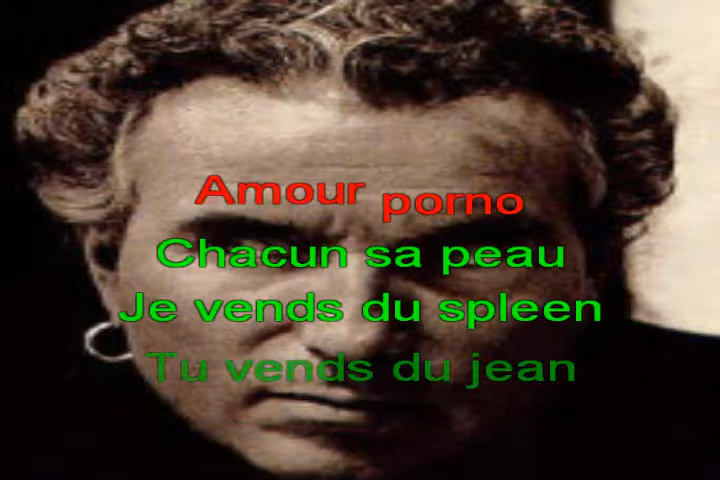 Amour porno
Chacun sa peau
Je vends du spleen
Tu vends du jean